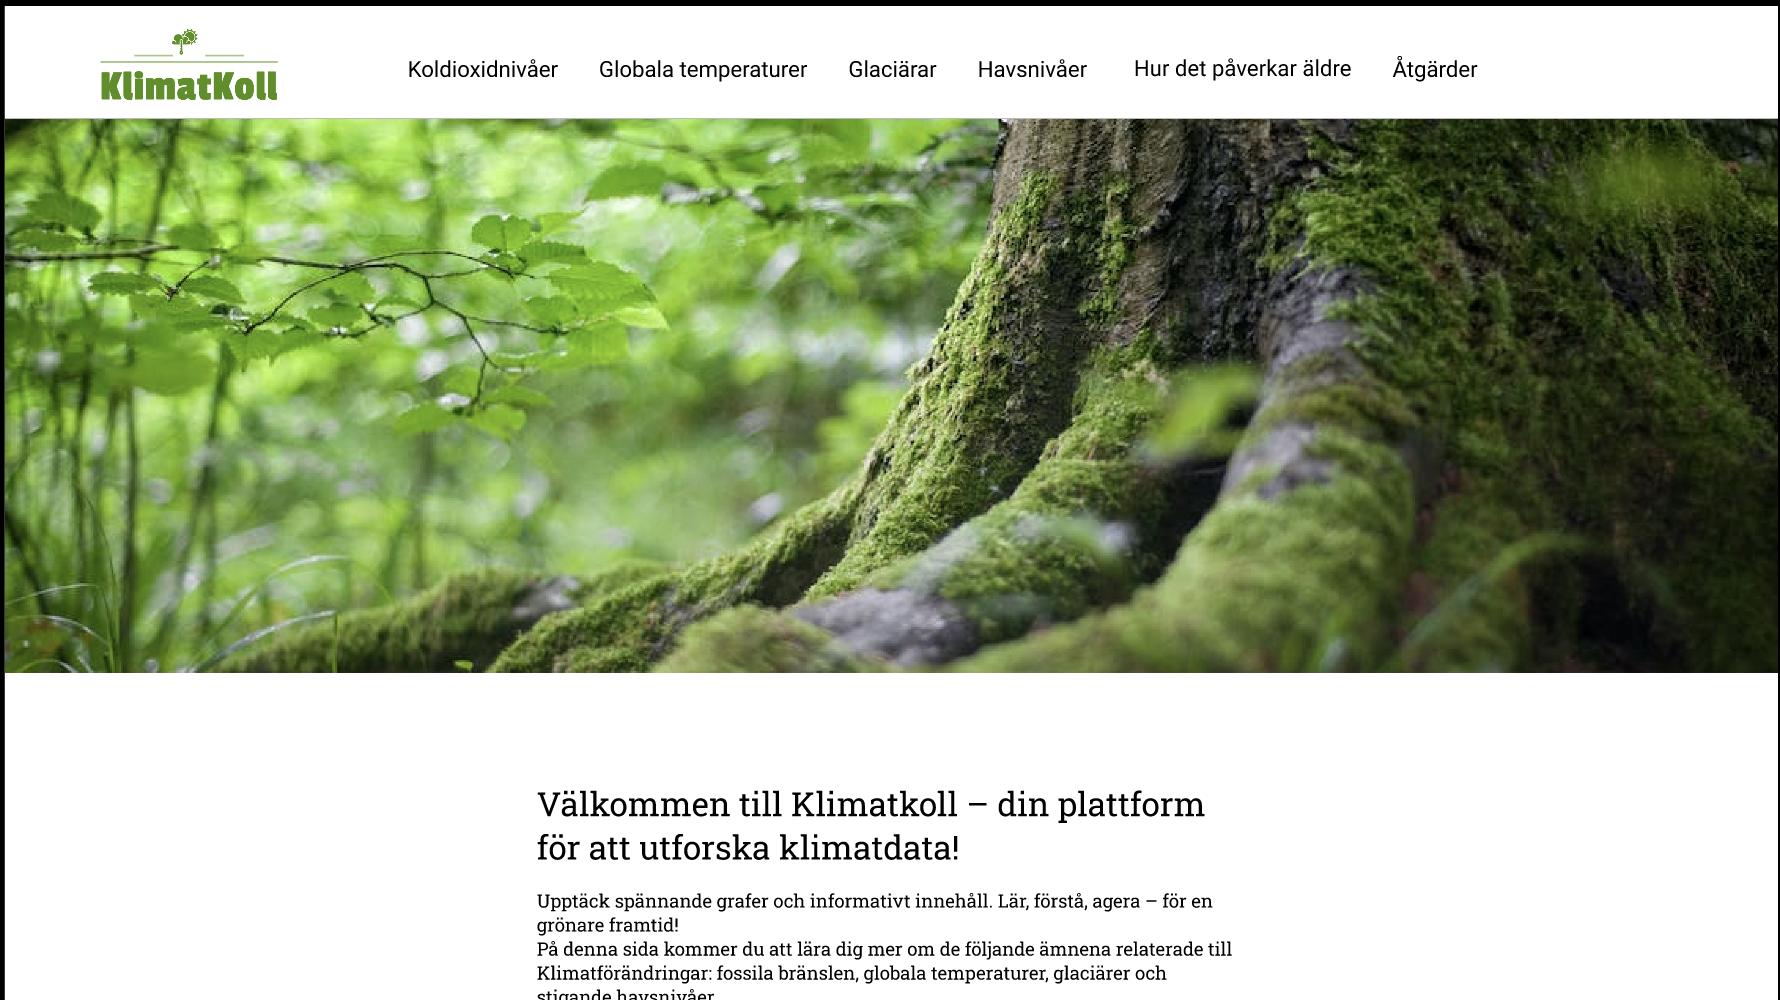 KlimatKoll
Koldioxidnivåer Globala temperaturer Glaciärar Havsnivåer Hur det påverkar äldre Åtgärder
Välkommen till Klimatkoll – din plattform
för att utforska klimatdata!
Upptäck spännande grafer och informativt innehåll. Lär, förstå, agera – för en
grönare framtid!
På denna sida kommer du att lära dig mer om de följande ämnena relaterade till
Klimatförändringar: fossila bränslen, globala temperaturer, glaciärer och
stigande havsnivåer